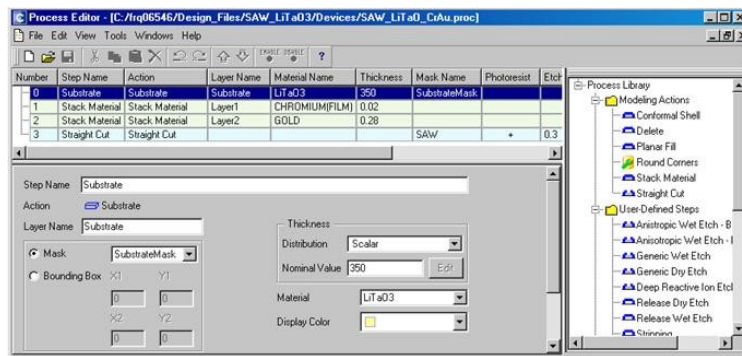 Process Editor - [C:/frq06546/Design_Files/SAW_LiTaO3/Devices/SAW_LiTaO_CrAu.proc]
File Edit View Tools Windows Help
ENABLE DISABLE ?
Number Step Name Action Layer Name Material Name Thickness Mask Name Photoresist Etch
0 Substrate Substrate Substrate LiTaO3 350 SubstrateMask
1 Stack Material Stack Material Layer1 CHROMIUM(FILM) 0.02
2 Stack Material Stack Material Layer2 GOLD 0.28
3 Straight Cut Straight Cut SAW + 0.3
Step Name Substrate
Action Substrate
Layer Name Substrate
Mask SubstrateMask
Bounding Box X1 Y1
0 0
X2 Y2
0 0
Thickness
Distribution Scalar
Nominal Value 350 Edit
Material LiTaO3
Display Color
Process Library
Modeling Actions
Conformal Shell
Delete
Planar Fill
Round Corners
Stack Material
Straight Cut
User-Defined Steps
Anistropic Wet Etch - B
Anisotropic Wet Etch -
Generic Wet Etch
Generic Dry Etch
Deep Reactive Ion Etch
Release Dry Etch
Release Wet Etch
Stripping